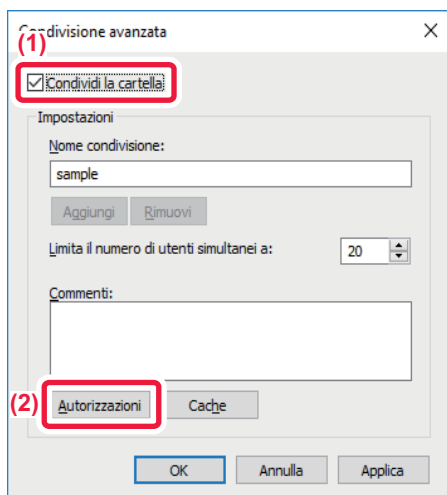 Condivisione avanzata
(1)
Condividi la cartella
Impostazioni
Nome condivisione:
sample
Aggiungi Rimuovi
Limita il numero di utenti simultanei a: 20
Commenti:
(2) Autorizzazioni Cache
OK Annulla Applica